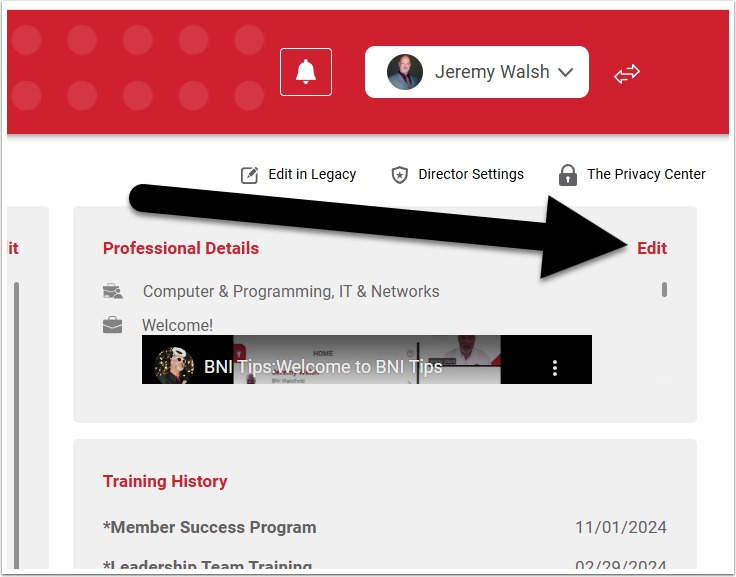 Jeremy Walsh
Edit in Legacy Director Settings The Privacy Center
it
Professional Details Edit
Computer & Programming, IT & Networks
Welcome!
HOME
BNI Tips:Welcome to BNI Tips
Training History
*Member Success Program 11/01/2024
*Leadership Team Training 02/29/2024